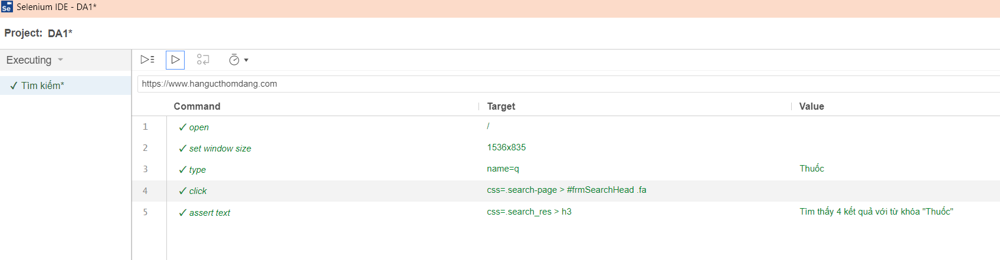 Se Selenium IDE - DA1*
Project: DA1*
Executing
✓ Tìm kiếm*
https://www.hangucthomdang.com
Command Target Value
1 ✓ open /
2 ✓ set window size 1536x835
3 ✓ type name=q Thuốc
4 ✓ click css=.search-page > #frmSearchHead .fa
5 ✓ assert text css=.search_res > h3 Tìm thấy 4 kết quả với từ khóa "Thuốc"